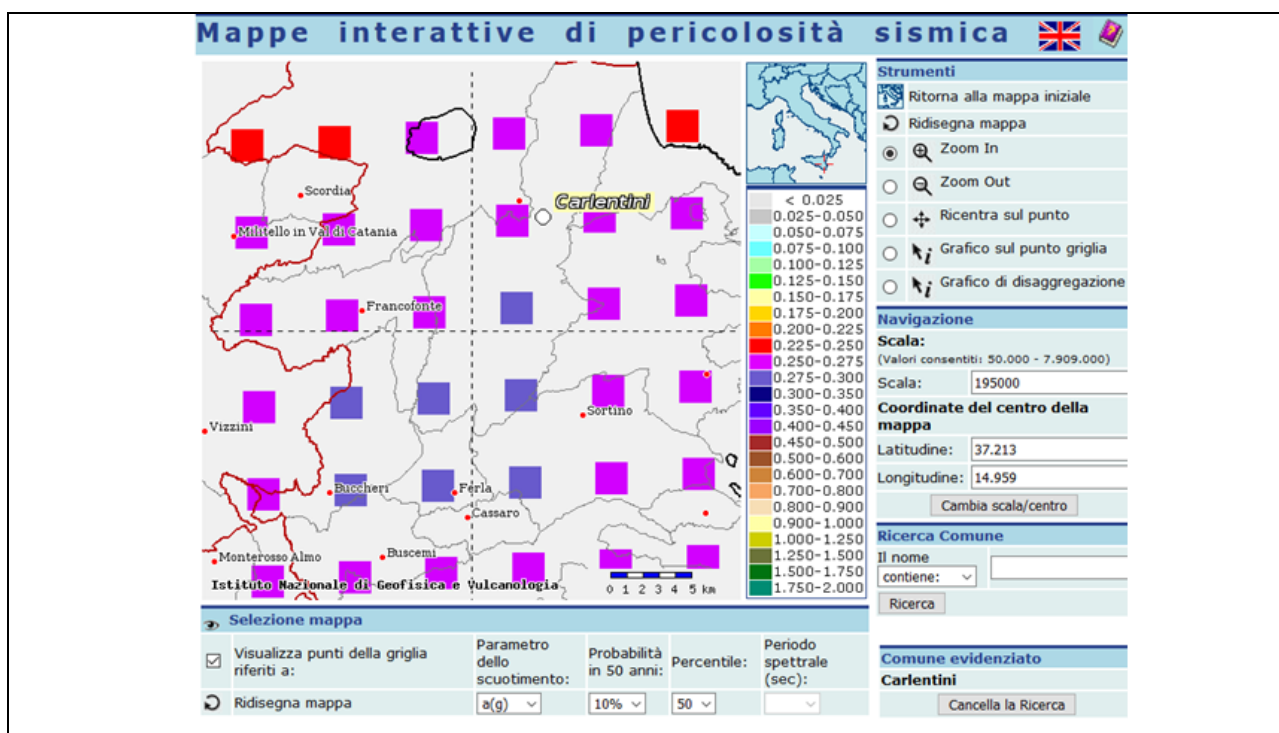 Mappe interattive di pericolosità sismica
Scordia
Carlentini
Militello in Val di Catania
Francofonte
Vizzini
Sortino
Buccheri
Ferla
Cassaro
Monterosso Almo
Buscemi
Istituto Nazionale di Geofisica e Vulcanologia
0 1 2 3 4 5 km
< 0.025
0.025-0.050
0.050-0.075
0.075-0.100
0.100-0.125
0.125-0.150
0.150-0.175
0.175-0.200
0.200-0.225
0.225-0.250
0.250-0.275
0.275-0.300
0.300-0.350
0.350-0.400
0.400-0.450
0.450-0.500
0.500-0.600
0.600-0.700
0.700-0.800
0.800-0.900
0.900-1.000
1.000-1.250
1.250-1.500
1.500-1.750
1.750-2.000
Strumenti
Ritorna alla mappa iniziale
Ridisegna mappa
Zoom In
Zoom Out
Ricentra sul punto
Grafico sul punto griglia
Grafico di disaggregazione
Navigazione
Scala:
(Valori consentiti: 50.000 - 7.909.000)
Scala: 195000
Coordinate del centro della
mappa
Latitudine: 37.213
Longitudine: 14.959
Cambia scala/centro
Ricerca Comune
Il nome
contiene:
Ricerca
Comune evidenziato
Carlentini
Cancella la Ricerca
Selezione mappa
Visualizza punti della griglia
riferiti a:
Parametro
dello
scuotimento:
Probabilità
in 50 anni:
Percentile:
Periodo
spettrale
(sec):
Ridisegna mappa
a(g)
10%
50